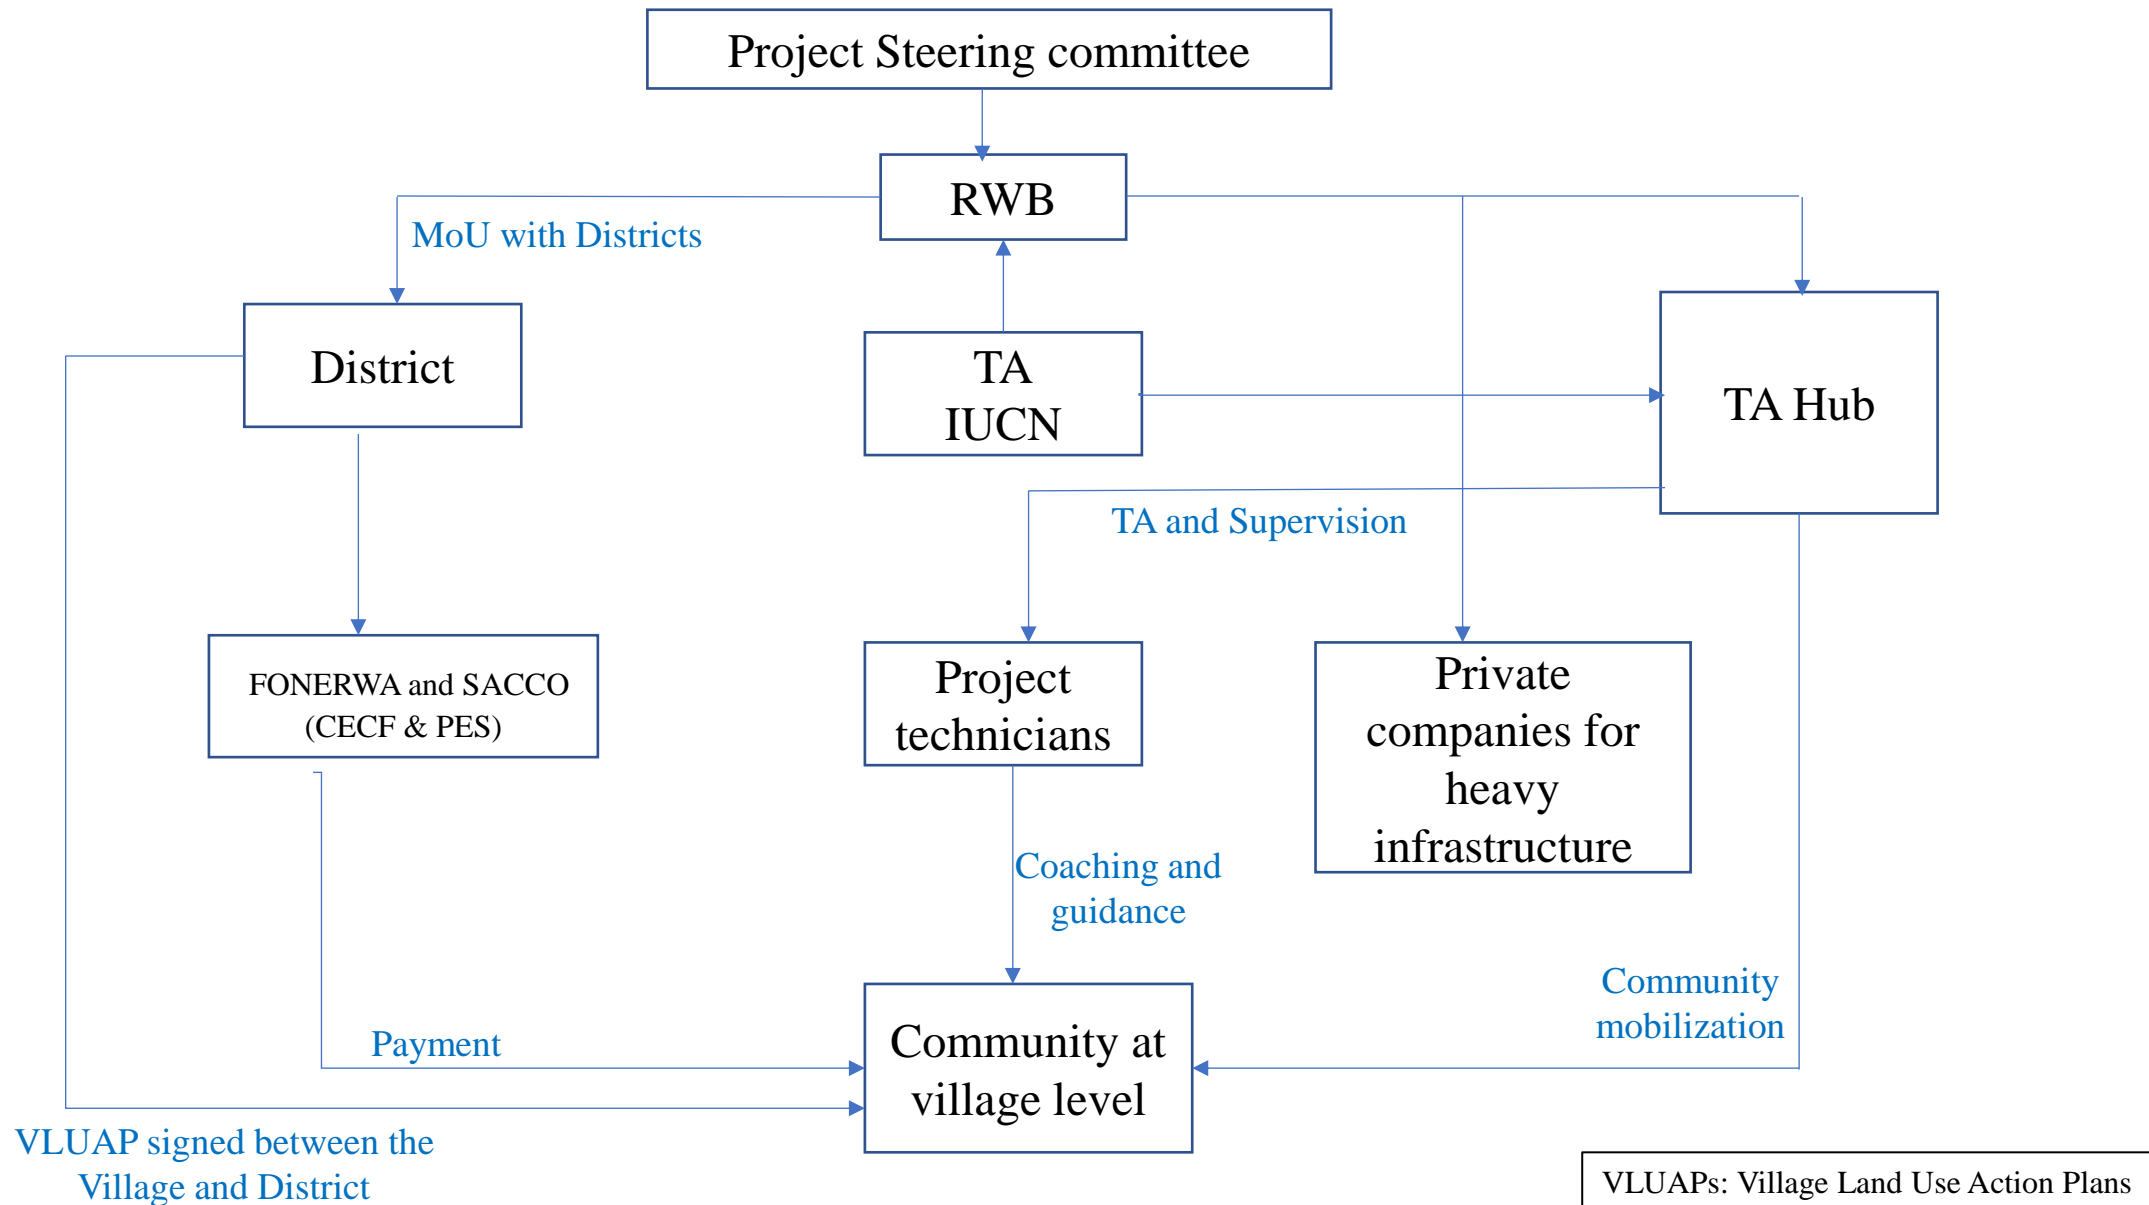 Project Steering committee
RWB
MoU with Districts
District
TA
IUCN
TA Hub
TA and Supervision
FONERWA and SACCO
(CECF & PES)
Project
technicians
Private
companies for
heavy
infrastructure
Coaching and
guidance
Community
mobilization
Payment
Community at
village level
VLUAP signed between the
Village and District
VLUAPs: Village Land Use Action Plans